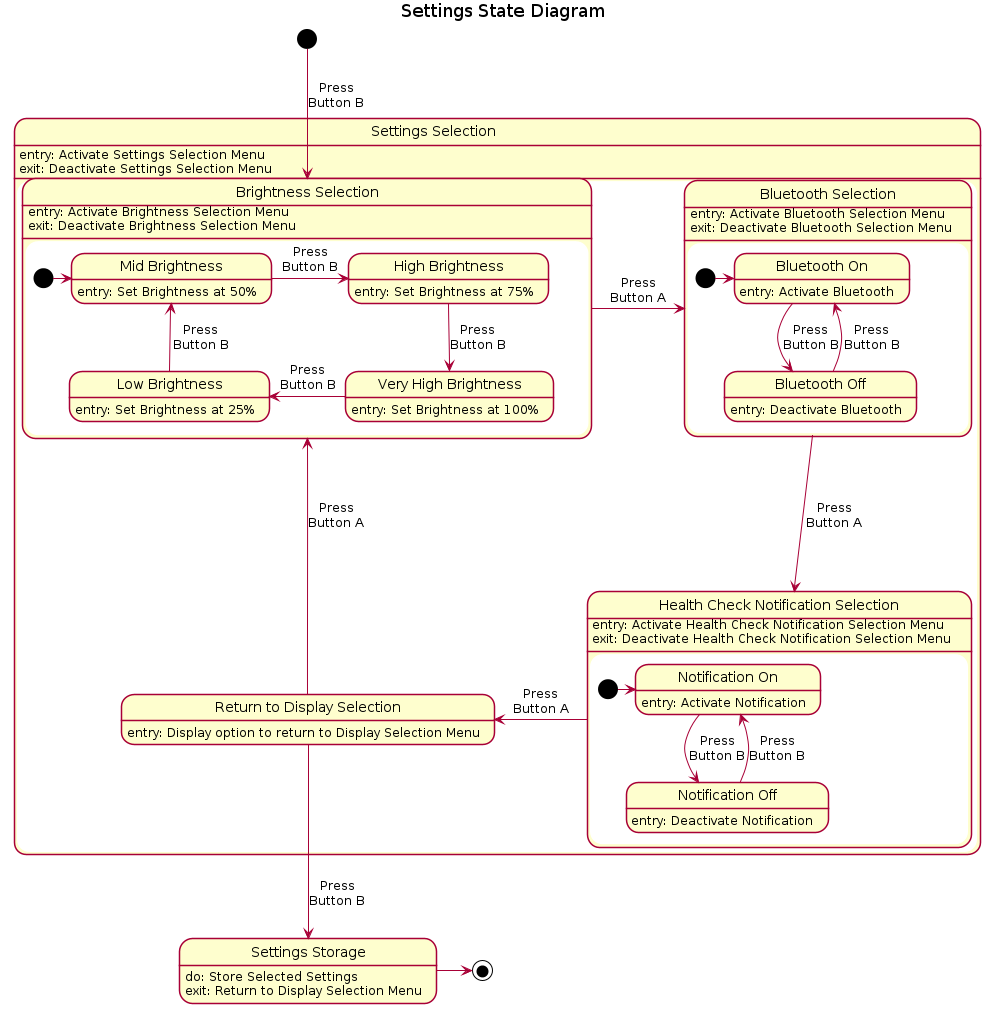 Settings State Diagram
Press
Button B
Settings Selection
entry: Activate Settings Selection Menu
exit: Deactivate Settings Selection Menu
Brightness Selection
entry: Activate Brightness Selection Menu
exit: Deactivate Brightness Selection Menu
Mid Brightness
entry: Set Brightness at 50%
Press
Button B
High Brightness
entry: Set Brightness at 75%
Press
Button B
Press
Button B
Low Brightness
entry: Set Brightness at 25%
Press
Button B
Very High Brightness
entry: Set Brightness at 100%
Press
Button A
Bluetooth Selection
entry: Activate Bluetooth Selection Menu
exit: Deactivate Bluetooth Selection Menu
Bluetooth On
entry: Activate Bluetooth
Press
Button B
Press
Button B
Bluetooth Off
entry: Deactivate Bluetooth
Press
Button A
Press
Button A
Health Check Notification Selection
entry: Activate Health Check Notification Selection Menu
exit: Deactivate Health Check Notification Selection Menu
Notification On
entry: Activate Notification
Press
Button B
Press
Button B
Notification Off
entry: Deactivate Notification
Press
Button A
Return to Display Selection
entry: Display option to return to Display Selection Menu
Press
Button B
Settings Storage
do: Store Selected Settings
exit: Return to Display Selection Menu